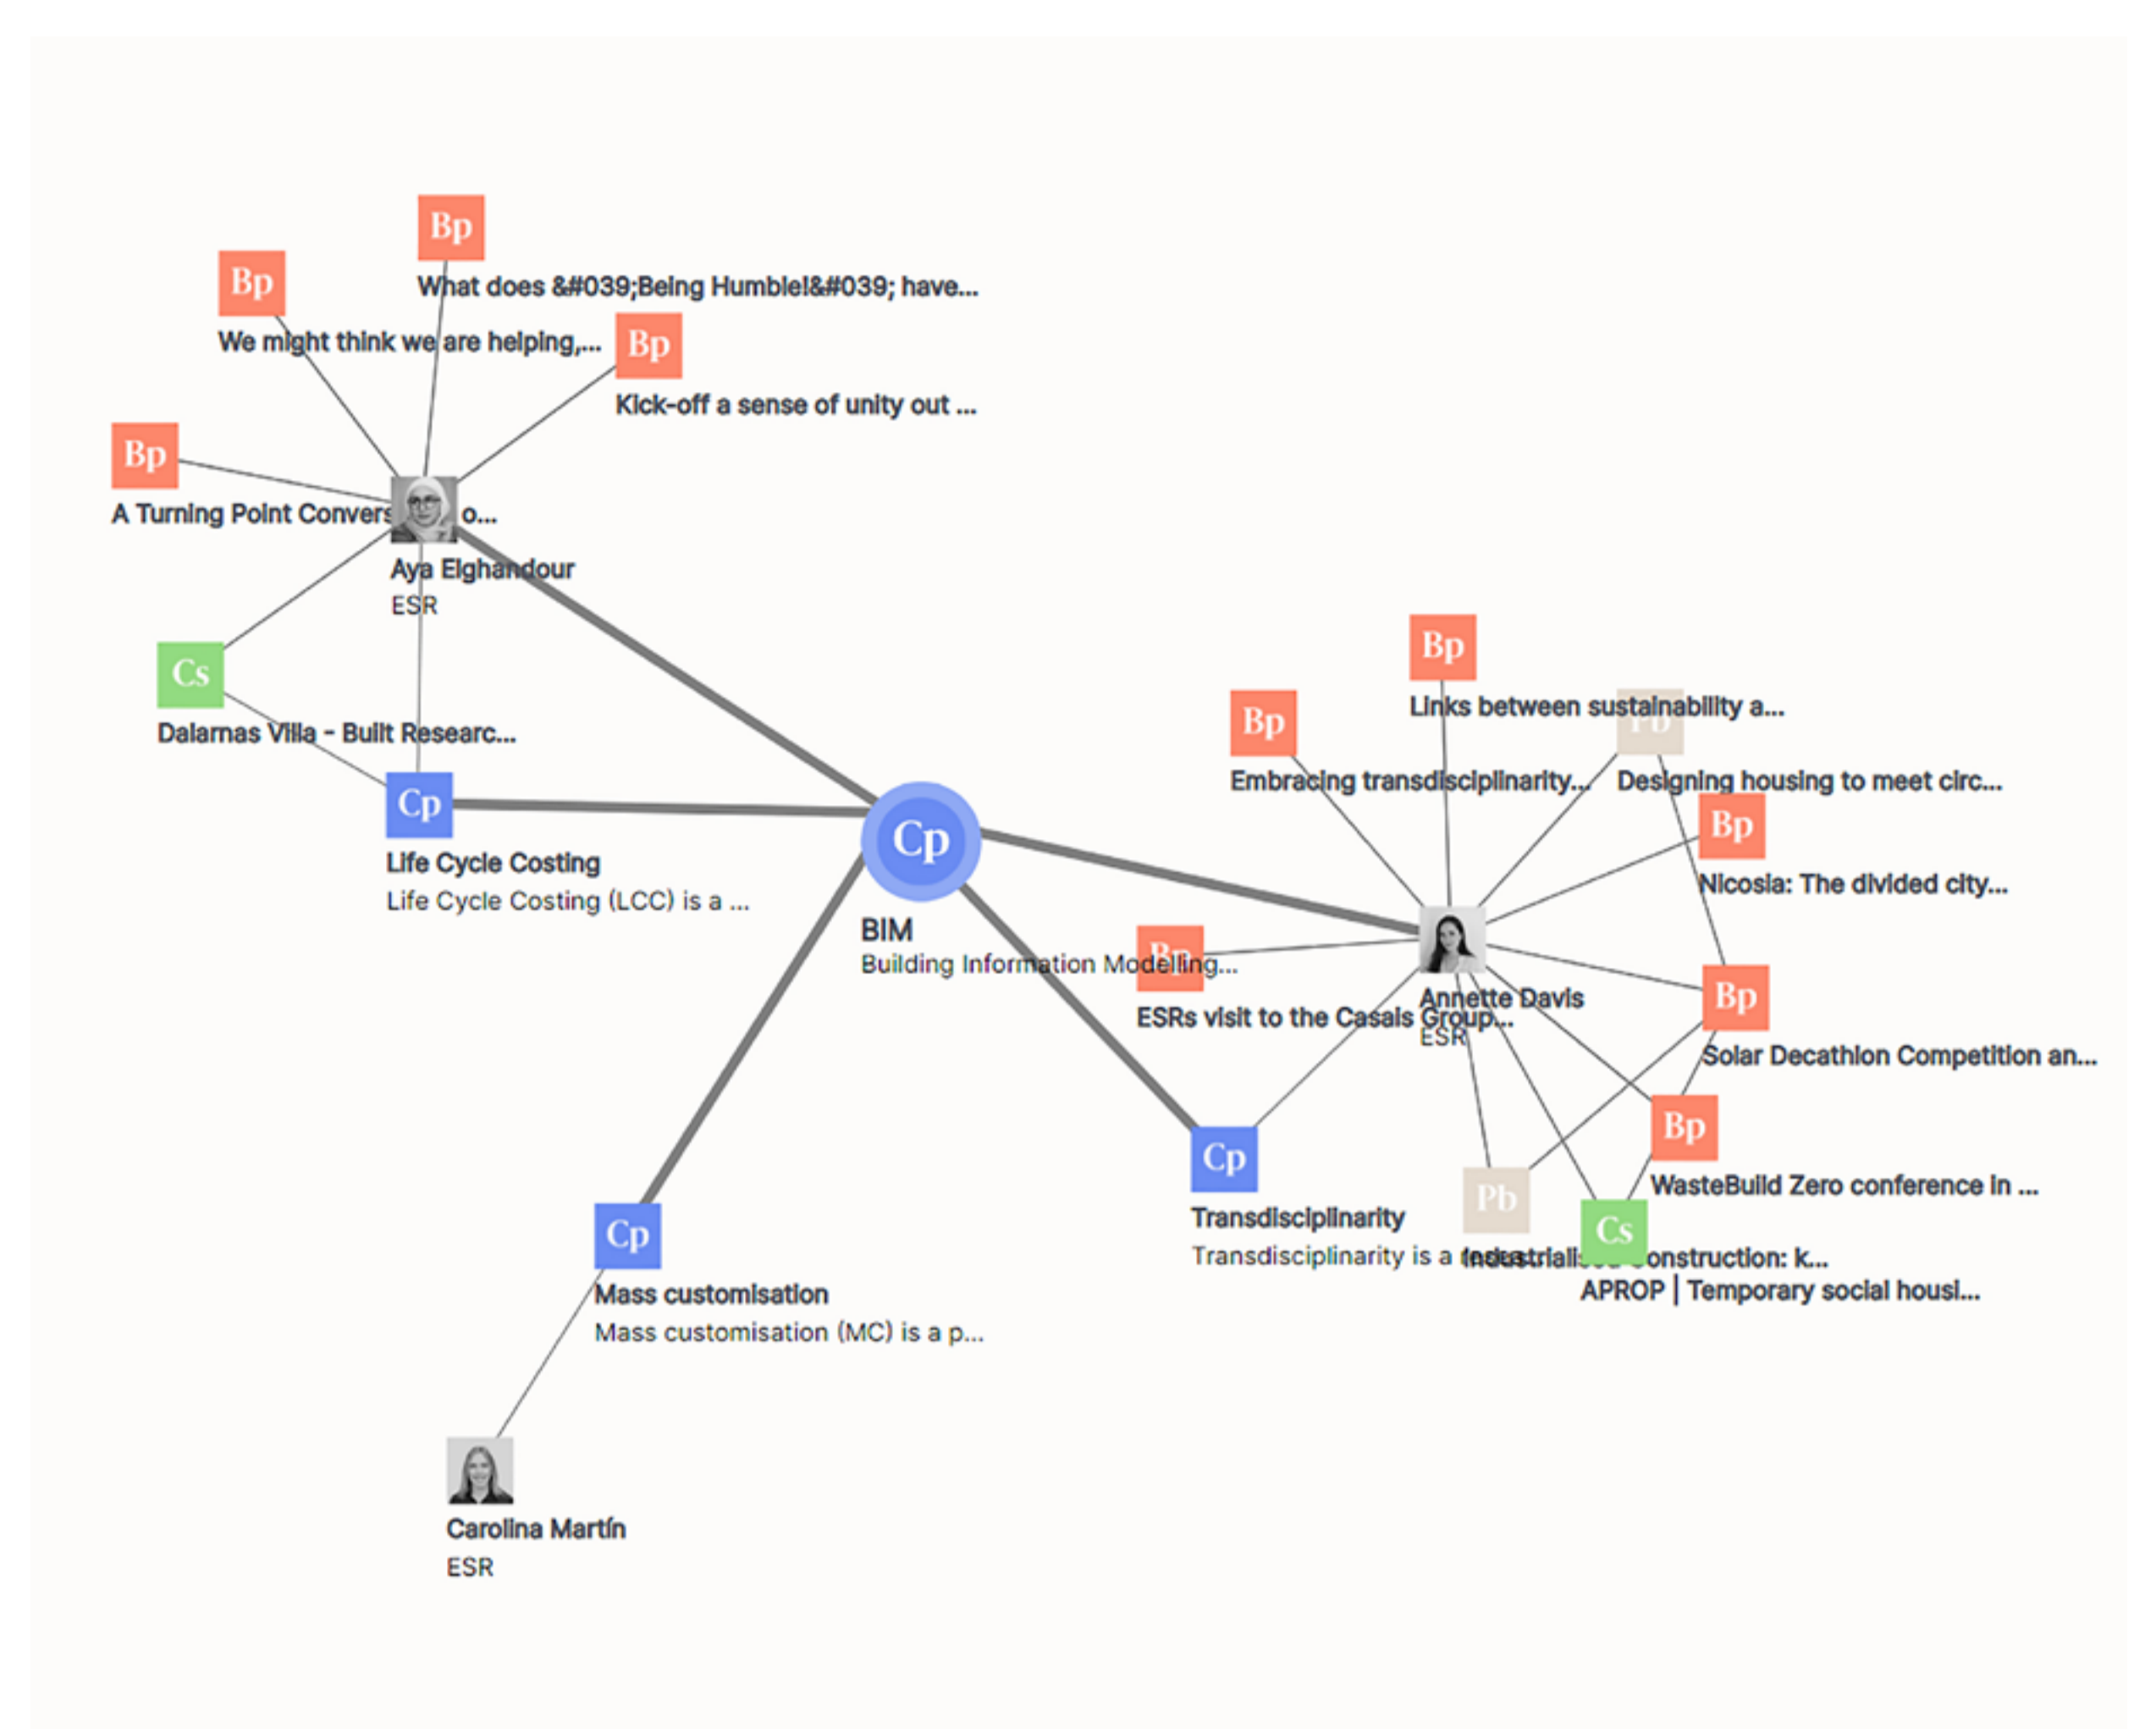 Bp
What does &#039;Being Humble!&#039; have...
Bp
We might think we are helping,...
Bp
Kick-off a sense of unity out ...
Bp
A Turning Point Convers o...
Aya Elghandour
ESR
Cs
Dalarnas Villa - Built Researc...
Cp
Life Cycle Costing
Life Cycle Costing (LCC) is a ...
Cp
BIM
Building Information Modelling...
Bp
Links between sustainability a...
Bp
Embracing transdisciplinarity...
Pb
Designing housing to meet circ...
Bp
Nicosia: The divided city...
Bp
ESRs visit to the Casais Group...
Annette Davis
ESR
Bp
Solar Decathlon Competition an...
Bp
WasteBuild Zero conference in ...
Cp
Transdisciplinarity
Transdisciplinarity is a
Pb
construction: k...
Cs
APROP | Temporary social housi...
Cp
Mass customisation
Mass customisation (MC) is a p...
Carolina Martín
ESR